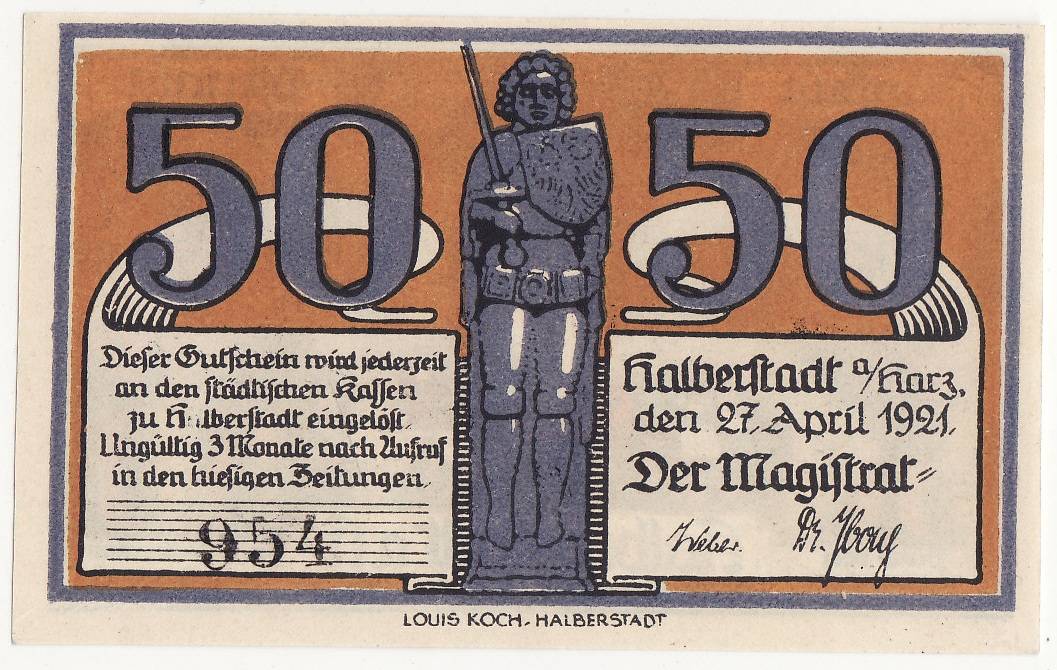 50 50
Dieser Gutschein wird jederzeit
an den städtischen Kassen
zu Halberstadt eingelöst.
Ungültig 3 Monate nach Aufruf
in den hiesigen Zeitungen.
954
Halberstadt a/Harz,
den 27. April 1921.
Der Magistrat
Weber. Dr.
LOUIS KOCH - HALBERSTADT